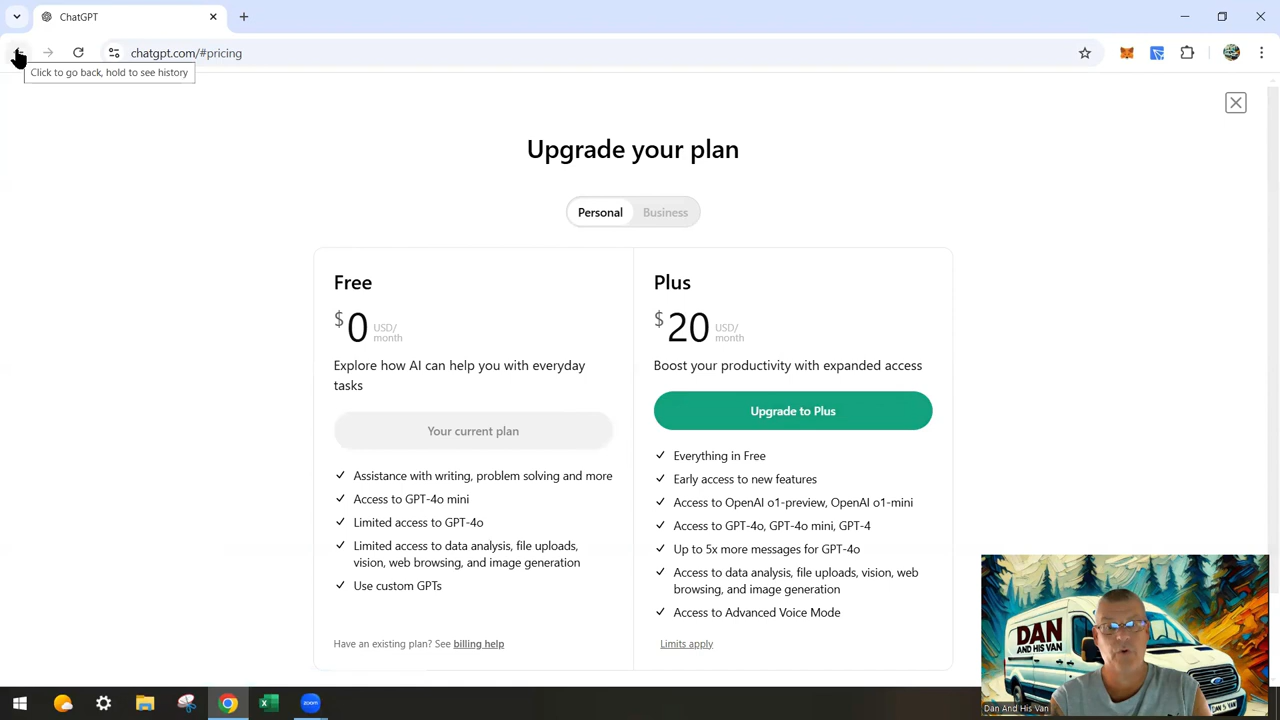 ChatGPT
chatgpt.com/#pricing
Click to go back, hold to see history
Upgrade your plan
Personal Business
Free
$0 USD/
month
Explore how AI can help you with everyday
tasks
Your current plan
Assistance with writing, problem solving and more
Access to GPT-4o mini
Limited access to GPT-4o
Limited access to data analysis, file uploads,
vision, web browsing, and image generation
Use custom GPTs
Have an existing plan? See billing help
Plus
$20 USD/
month
Boost your productivity with expanded access
Upgrade to Plus
Everything in Free
Early access to new features
Access to OpenAI o1-preview, OpenAI o1-mini
Access to GPT-4o, GPT-4o mini, GPT-4
Up to 5x more messages for GPT-4o
Access to data analysis, file uploads, vision, web
browsing, and image generation
Access to Advanced Voice Mode
Limits apply
DAN
AND HIS VAN
DAN S VAN
Dan And His Van
zoom